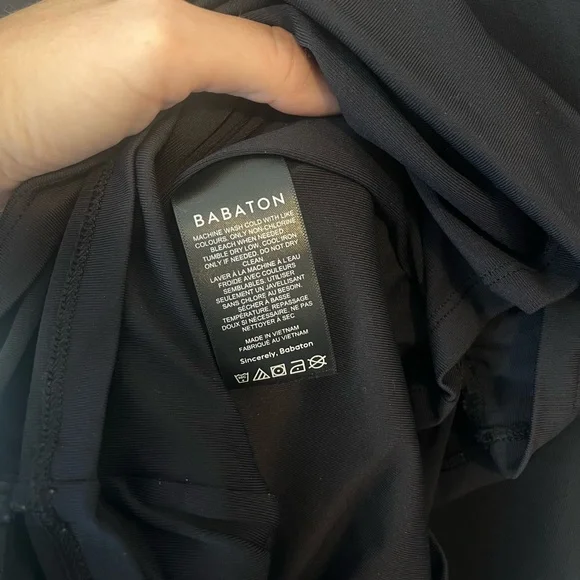 BABATON
MACHINE WASH COLD WITH LIKE
COLOURS. ONLY NON-CHLORINE
BLEACH WHEN NEEDED
TUMBLE DRY LOW. COOL IRON
ONLY IF NEEDED. DO NOT DRY
CLEAN
LAVER À LA MACHINE À L'EAU
FROIDE AVEC COULEURS
SEMBLABLES. UTILISER
SEULEMENT UN JAVELLISANT
SANS CHLORE AU BESOIN.
SÉCHER À BASSE
TEMPÉRATURE. REPASSAGE
DOUX SI NÉCESSAIRE. NE PAS
NETTOYER À SEC
MADE IN VIETNAM
FABRIQUÉ AU VIETNAM
Sincerely, Babaton